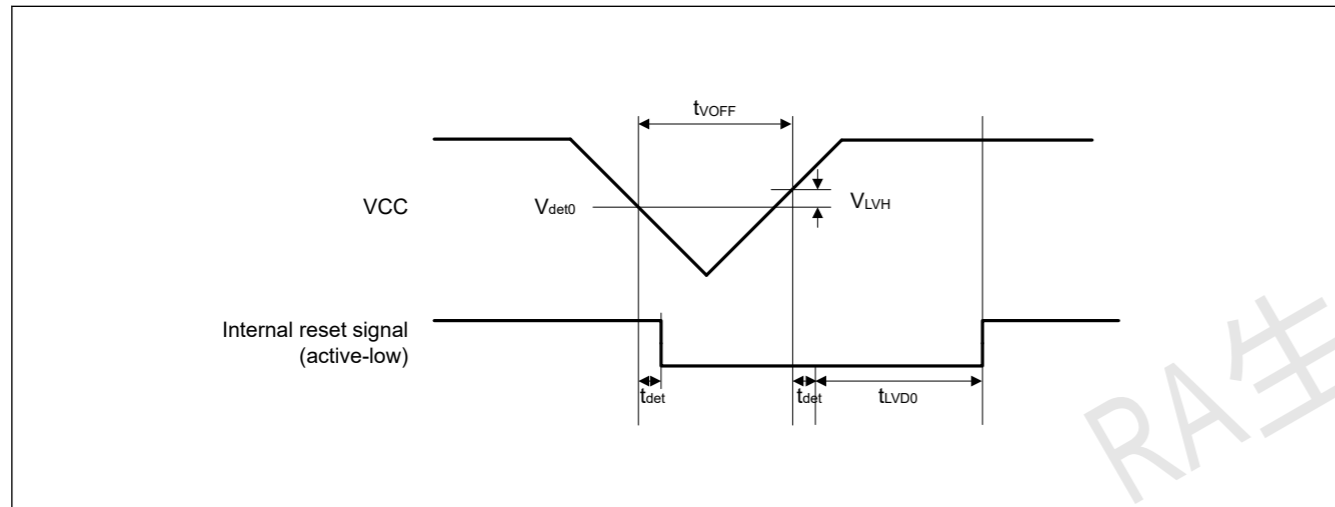 tVOFF
VCC
Vdet0
VLVH
Internal reset signal
(active-low)
tdet
tdet
tLVD0
RA生